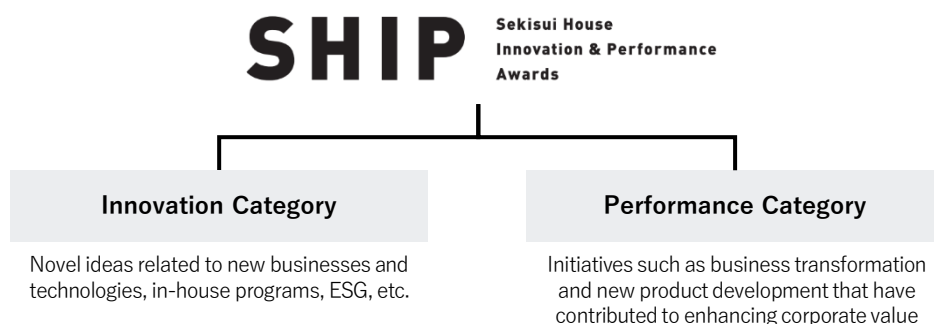 SHIP
Sekisui House
Innovation & Performance
Awards
Innovation Category
Novel ideas related to new businesses and
technologies, in-house programs, ESG, etc.
Performance Category
Initiatives such as business transformation
and new product development that have
contributed to enhancing corporate value